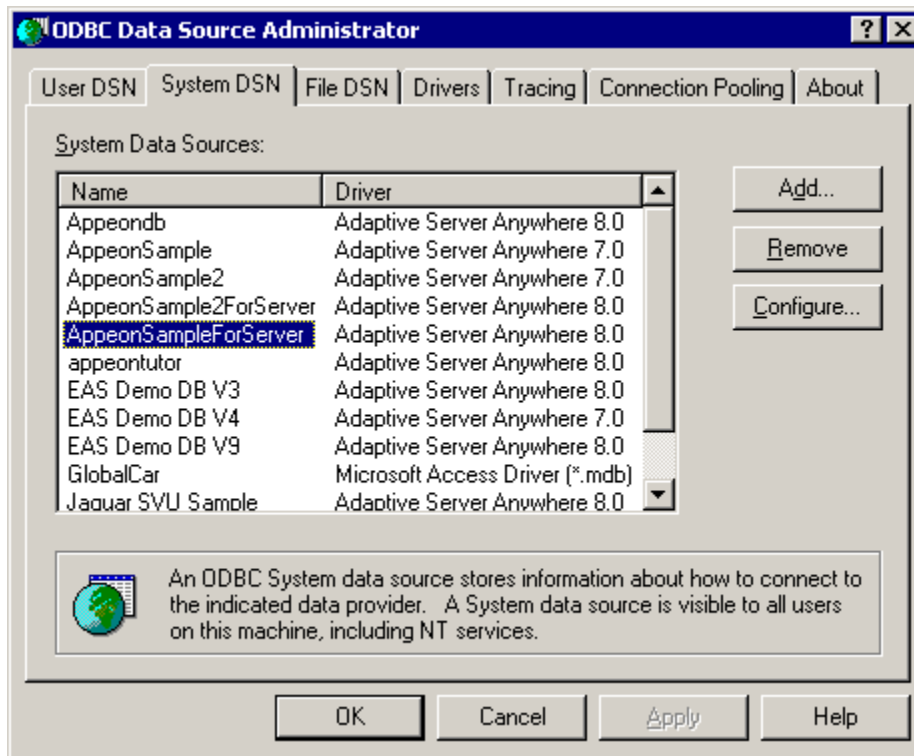 ODBC Data Source Administrator
User DSN System DSN File DSN Drivers Tracing Connection Pooling About
System Data Sources:
Name Driver
Appeondb Adaptive Server Anywhere 8.0
AppeonSample Adaptive Server Anywhere 7.0
AppeonSample2 Adaptive Server Anywhere 7.0
AppeonSample2ForServer Adaptive Server Anywhere 8.0
AppeonSampleForServer Adaptive Server Anywhere 8.0
appeontutor Adaptive Server Anywhere 8.0
EAS Demo DB V3 Adaptive Server Anywhere 8.0
EAS Demo DB V4 Adaptive Server Anywhere 7.0
EAS Demo DB V9 Adaptive Server Anywhere 8.0
GlobalCar Microsoft Access Driver (*.mdb)
Jaguar SVU Sample Adaptive Server Anywhere 8.0
Add...
Remove
Configure...
An ODBC System data source stores information about how to connect to
the indicated data provider. A System data source is visible to all users
on this machine, including NT services.
OK Cancel Apply Help